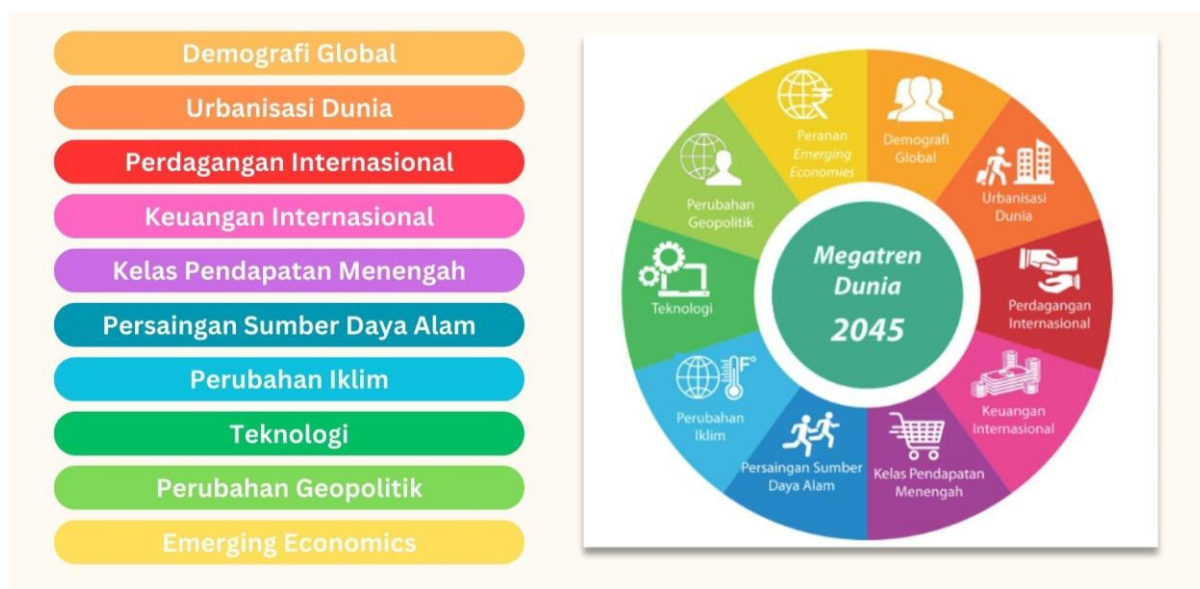 Demografi Global
Urbanisasi Dunia
Perdagangan Internasional
Keuangan Internasional
Kelas Pendapatan Menengah
Persaingan Sumber Daya Alam
Perubahan Iklim
Teknologi
Perubahan Geopolitik
Emerging Economics
Megatren
Dunia
2045
Demografi
Global
Urbanisasi
Dunia
Perdagangan
Internasional
Keuangan
Internasional
Kelas Pendapatan
Menengah
Persaingan Sumber
Daya Alam
F°
Perubahan
Iklim
Teknologi
Perubahan
Geopolitik
Peranan
Emerging
Economies